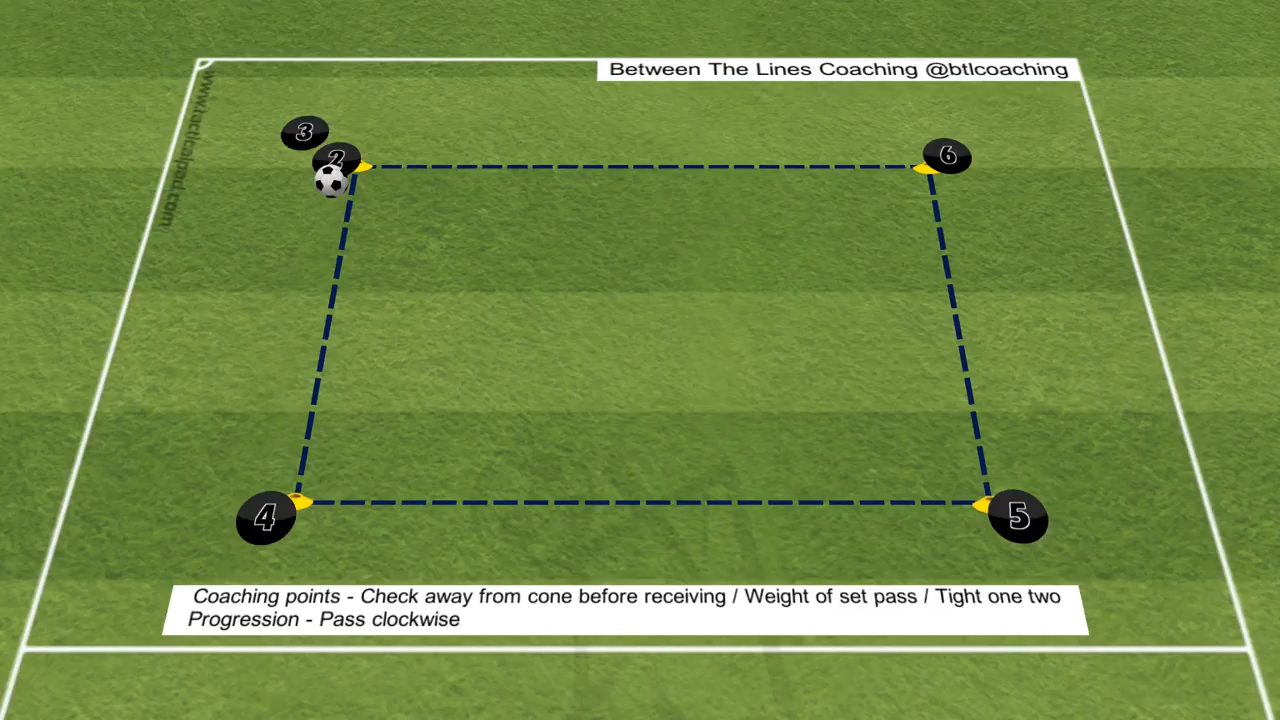 Between The Lines Coaching @btlcoaching
www.tacticalpad.com
3
2
6
4
5
Coaching points - Check away from cone before receiving / Weight of set pass / Tight one two
Progression - Pass clockwise